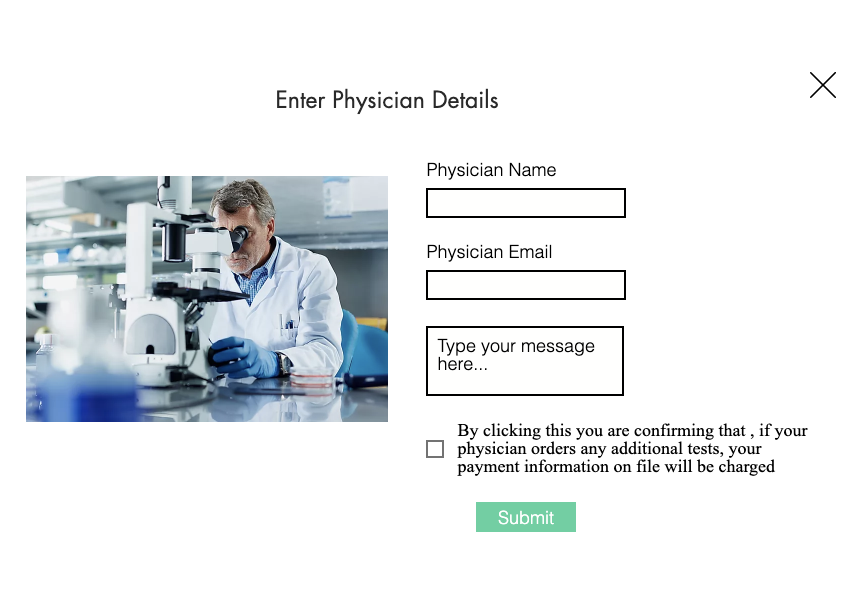 Enter Physician Details
Physician Name
Physician Email
Type your message
here...
By clicking this you are confirming that , if your
physician orders any additional tests, your
payment information on file will be charged
Submit